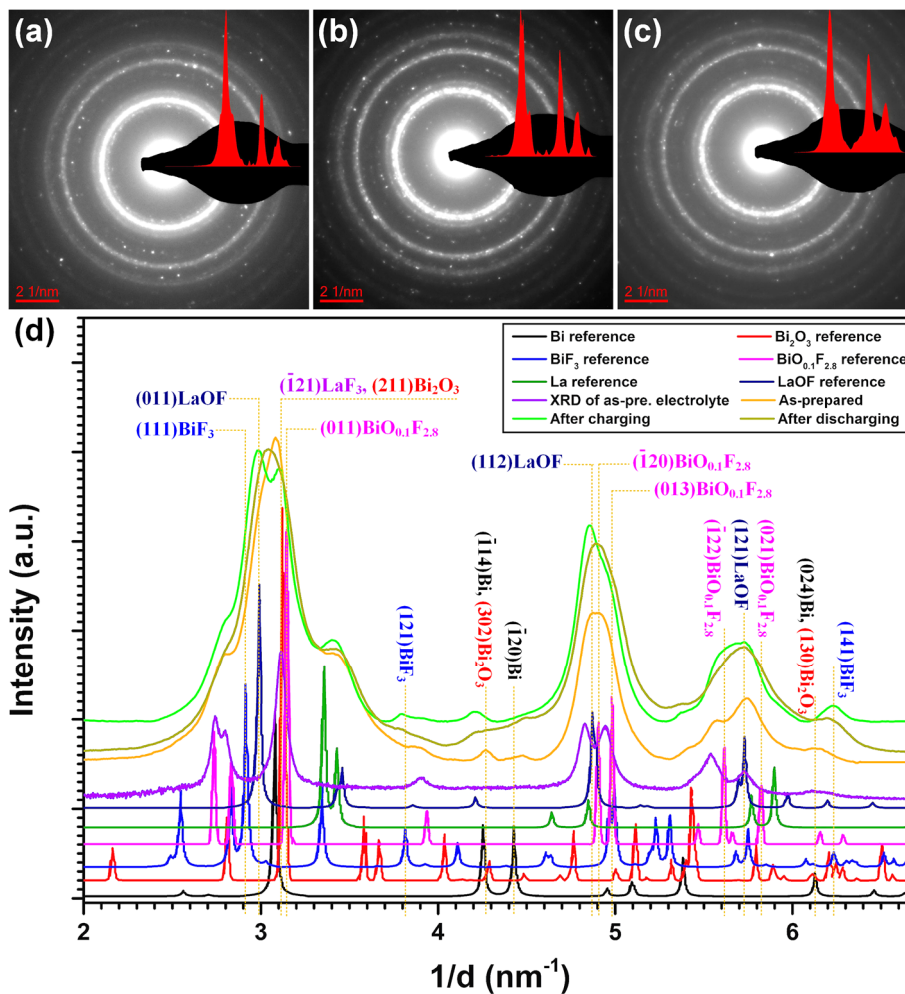 (a) (b) (c)
2 1/nm 2 1/nm 2 1/nm
(d)
Bi reference
Bi₂O₃ reference
BiF₃ reference
BiO₀.₁F₂.₈ reference
La reference
LaOF reference
XRD of as-pre. electrolyte
As-prepared
After charging
After discharging
(1̄21)LaF₃, (211)Bi₂O₃
(011)LaOF
(111)BiF₃
(011)BiO₀.₁F₂.₈
(112)LaOF
(1̄20)BiO₀.₁F₂.₈
(013)BiO₀.₁F₂.₈
(121)BiF₃
(1̄14)Bi, (302)Bi₂O₃
(1̄20)Bi
(1̄22)BiO₀.₁F₂.₈
(121)LaOF
(021)BiO₀.₁F₂.₈
(024)Bi, (130)Bi₂O₃
(141)BiF₃
Intensity (a.u.)
2 3 4 5 6
1/d (nm⁻¹)